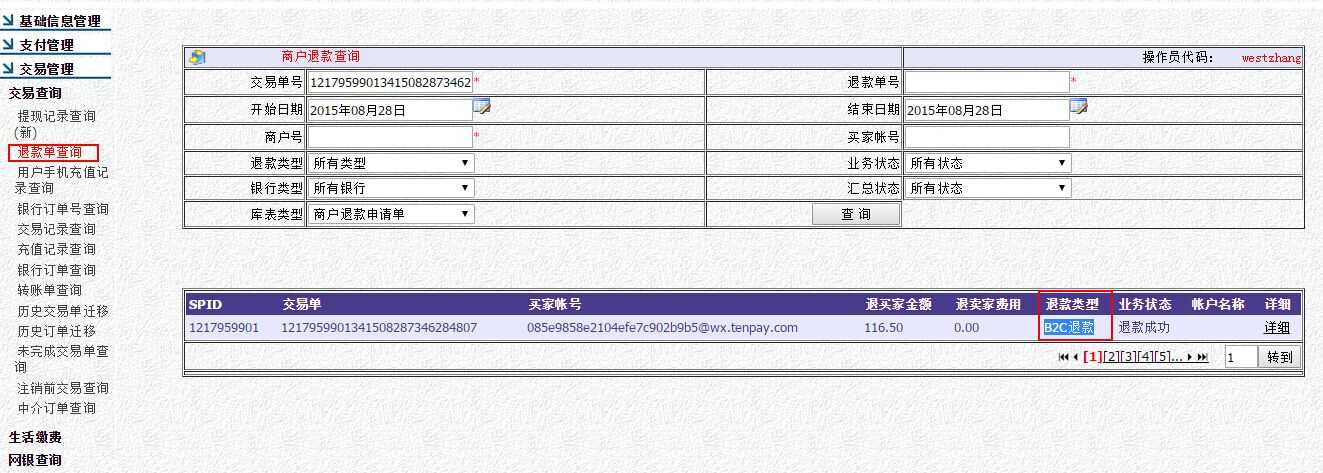 基础信息管理
支付管理
交易管理
交易查询
提现记录查询
(新)
退款单查询
用户手机充值记
录查询
银行订单号查询
交易记录查询
充值记录查询
银行订单查询
转账单查询
历史交易单迁移
历史订单迁移
未完成交易单查
询
注销前交易查询
中介订单查询
生活缴费
网银查询
商户退款查询 操作员代码： westzhang
交易单号 12179599013415082873462 * 退款单号 *
开始日期 2015年08月28日 结束日期 2015年08月28日
商户号 * 买家帐号
退款类型 所有类型 业务状态 所有状态
银行类型 所有银行 汇总状态 所有状态
库表类型 商户退款申请单 查 询
SPID 交易单 买家帐号 退买家金额 退卖家费用 退款类型 业务状态 帐户名称 详细
1217959901 1217959901341508287346284807 085e9858e2104efe7c902b9b5@wx.tenpay.com 116.50 0.00 B2C退款 退款成功 详细
[1][2][3][4][5]... 1 转到